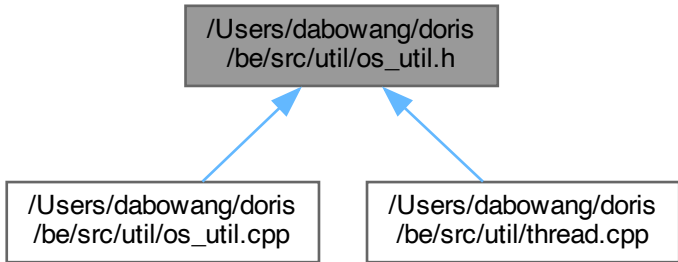 /Users/dabowang/doris
/be/src/util/os_util.h
/Users/dabowang/doris
/be/src/util/os_util.cpp
/Users/dabowang/doris
/be/src/util/thread.cpp